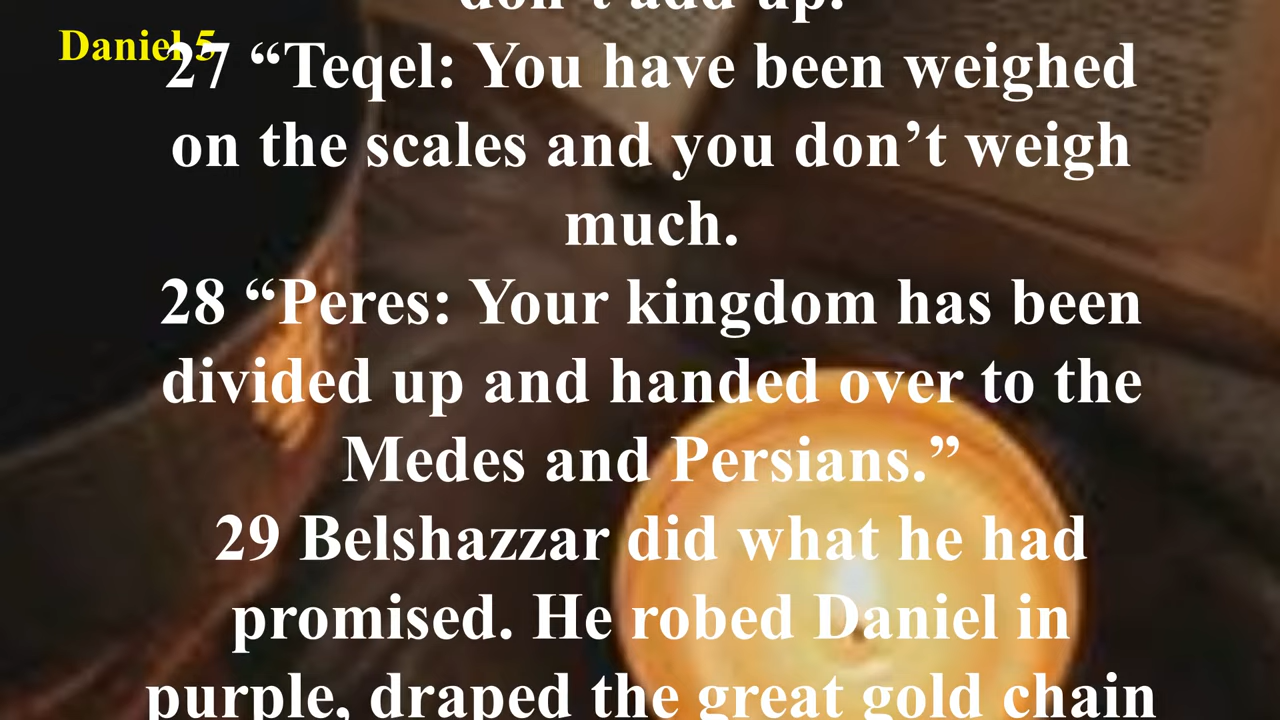 don’t add up.
Daniel 5
27 “Teqel: You have been weighed
on the scales and you don’t weigh
much.
28 “Peres: Your kingdom has been
divided up and handed over to the
Medes and Persians.”
29 Belshazzar did what he had
promised. He robed Daniel in
purple, draped the great gold chain